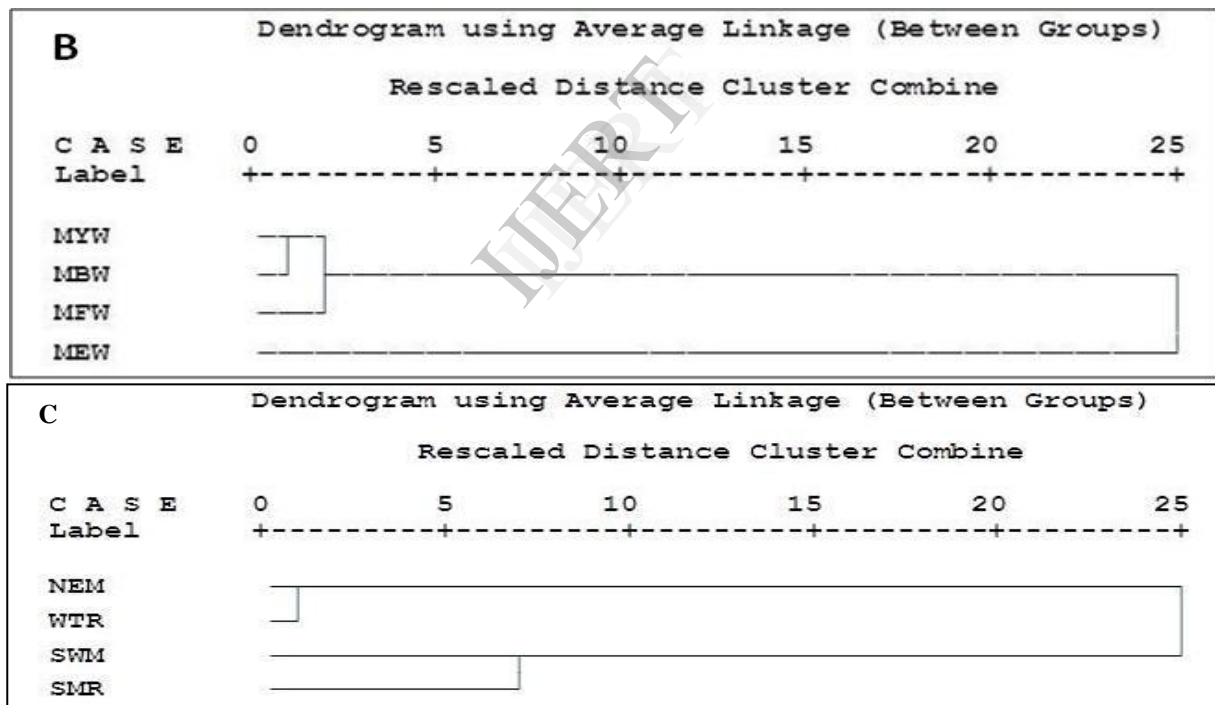 B
Dendrogram using Average Linkage (Between Groups)
Rescaled Distance Cluster Combine
C A S E 0 5 10 15 20 25
Label +---------+---------+---------+---------+---------+
MYW
MBW
MFW
MEW
IJERT
C
Dendrogram using Average Linkage (Between Groups)
Rescaled Distance Cluster Combine
C A S E 0 5 10 15 20 25
Label +---------+---------+---------+---------+---------+
NEM
WTR
SWM
SMR